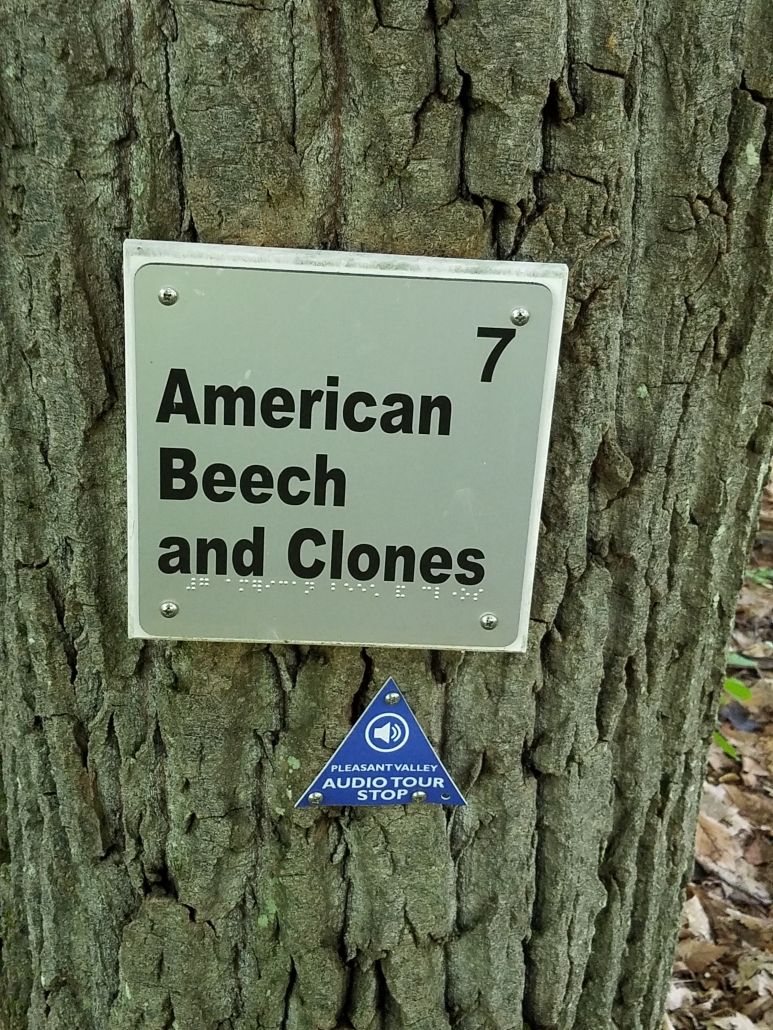 7
American
Beech
and Clones
PLEASANT VALLEY
AUDIO TOUR
STOP